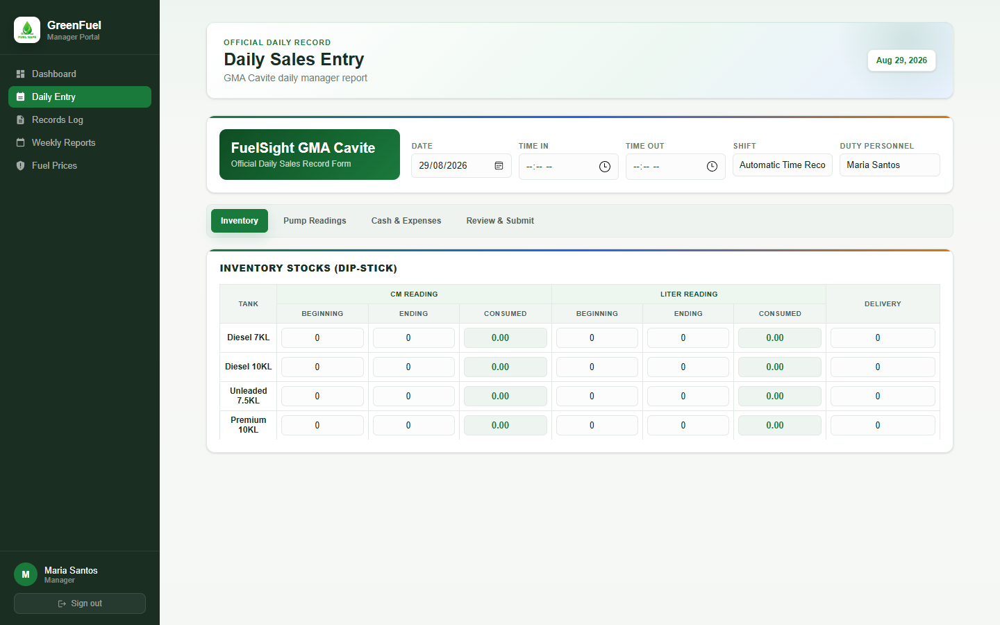 GreenFuel
Manager Portal
Dashboard
Daily Entry
Records Log
Weekly Reports
Fuel Prices
Maria Santos
Manager
M
Sign out
OFFICIAL DAILY RECORD
Daily Sales Entry
GMA Cavite daily manager report
Aug 29, 2026
FuelSight GMA Cavite
Official Daily Sales Record Form
DATE TIME IN TIME OUT SHIFT DUTY PERSONNEL
29/08/2026 --:-- -- --:-- -- Automatic Time Reco Maria Santos
Inventory Pump Readings Cash & Expenses Review & Submit
INVENTORY STOCKS (DIP-STICK)
TANK CM READING LITER READING DELIVERY
BEGINNING ENDING CONSUMED BEGINNING ENDING CONSUMED
Diesel 7KL 0 0 0.00 0 0 0.00 0
Diesel 10KL 0 0 0.00 0 0 0.00 0
Unleaded
7.5KL 0 0 0.00 0 0 0.00 0
Premium
10KL 0 0 0.00 0 0 0.00 0